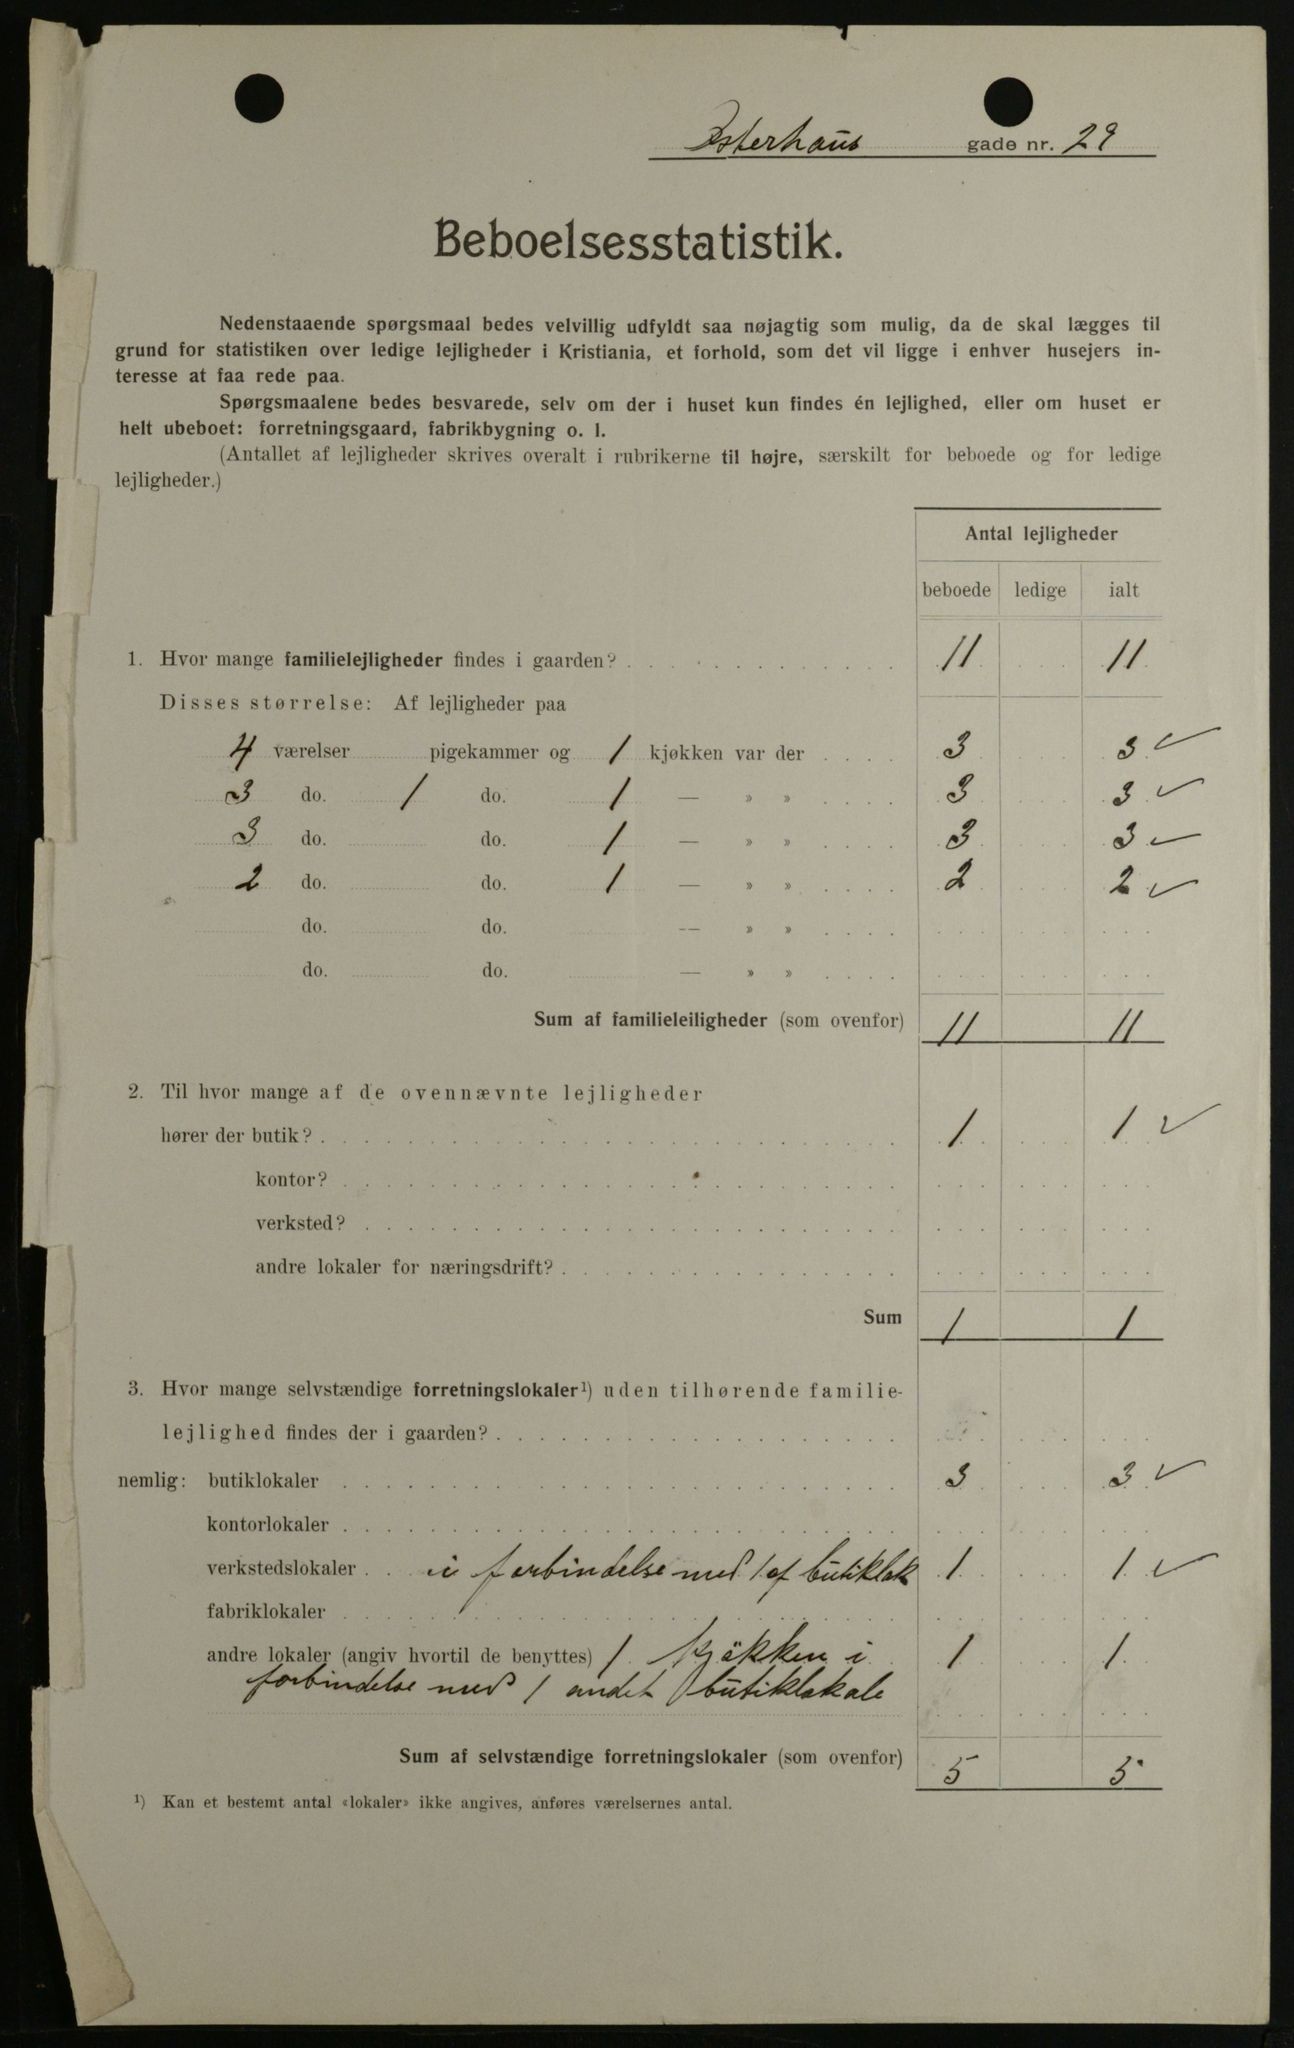 Osterhaus gade nr. 29
Beboelsesstatistik.
Nedenstaaende spørgsmaal bedes velvillig udfyldt saa nøjagtig som mulig, da de skal lægges til
grund for statistiken over ledige lejligheder i Kristiania, et forhold, som det vil ligge i enhver husejers in-
teresse at faa rede paa.
Spørgsmaalene bedes besvarede, selv om der i huset kun findes én lejlighed, eller om huset er
helt ubeboet: forretningsgaard, fabrikbygning o. l.
(Antallet af lejligheder skrives overalt i rubrikerne til højre, særskilt for beboede og for ledige
lejligheder.)
Antal lejligheder
beboede ledige ialt
1. Hvor mange familielejligheder findes i gaarden? . . . . . . . . . . . . . 11 11
Disses størrelse: Af lejligheder paa
4 værelser pigekammer og 1 kjøkken var der . . . . 3 3 ✓
3 do. 1 do. 1 — » » . . . . 3 3 ✓
3 do. do. 1 — » » . . . . 3 3 ✓
2 do. do. 1 — » » . . . . 2 2 ✓
do. do. — » » . . . .
do. do. — » » . . . .
Sum af familieleiligheder (som ovenfor) 11 11
2. Til hvor mange af de ovennævnte lejligheder
hører der butik? . . . . . . . . . . . . . . . . . . . . . 1 1 ✓
kontor? . . . . . . . . . . . . . . . . . . . . .
verksted? . . . . . . . . . . . . . . . . . . . .
andre lokaler for næringsdrift? . . . . . . . . . . . . .
Sum 1 1
3. Hvor mange selvstændige forretningslokaler¹) uden tilhørende familie-
lejlighed findes der i gaarden? . . . . . . . . . . . . . . .
nemlig: butiklokaler . . . . . . . . . . . . . . . . . . . . . 3 3 ✓
kontorlokaler . . . . . . . . . . . . . . . . . . . . .
verkstedslokaler . . i forbindelse med 1 af butiklok 1 1 ✓
fabriklokaler . . . . . . . . . . . . . . . . . . . . .
andre lokaler (angiv hvortil de benyttes) 1 kjökken i 1 1
forbindelse med 1 andet butiklokale
Sum af selvstændige forretningslokaler (som ovenfor) 5 5
¹) Kan et bestemt antal «lokaler» ikke angives, anføres værelsernes antal.